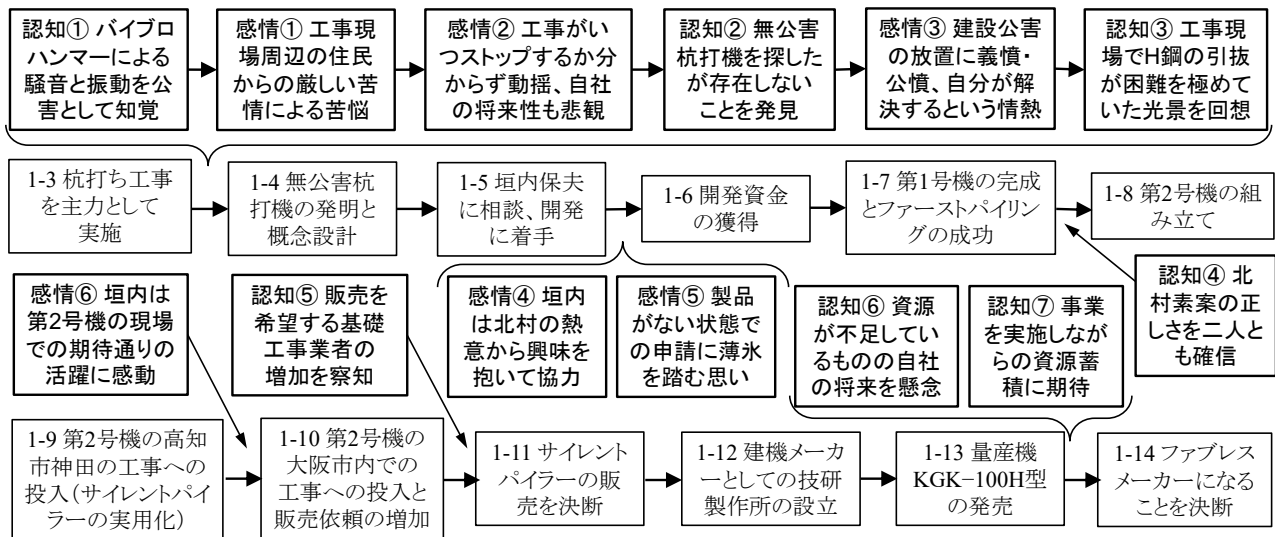 認知① バイブロ
ハンマーによる
騒音と振動を公
害として知覚
感情① 工事現
場周辺の住民
からの厳しい苦
情による苦悩
感情② 工事がい
つストップするか分
からず動揺、自社
の将来性も悲観
認知② 無公害
杭打機を探した
が存在しない
ことを発見
感情③ 建設公害
の放置に義憤・
公憤、自分が解
決するという情熱
認知③ 工事現
場でH鋼の引抜
が困難を極めて
いた光景を回想
1-3 杭打ち工事
を主力として
実施
1-4 無公害杭
打機の発明と
概念設計
1-5 垣内保夫
に相談、開発
に着手
1-6 開発資金
の獲得
1-7 第1号機の完成
とファーストパイリン
グの成功
1-8 第2号機の組
み立て
感情⑥ 垣内は
第2号機の現場
での期待通りの
活躍に感動
認知⑤ 販売を
希望する基礎
工事業者の
増加を察知
感情④ 垣内
は北村の熱
意から興味を
抱いて協力
感情⑤ 製品
がない状態で
の申請に薄氷
を踏む思い
認知⑥ 資源
が不足してい
るものの自社
の将来を懸念
認知⑦ 事業
を実施しなが
らの資源蓄
積に期待
認知④ 北
村素案の正
しさを二人と
も確信
1-9 第2号機の高知
市神田の工事への
投入(サイレントパイ
ラーの実用化)
1-10 第2号機の
大阪市内での
工事への投入と
販売依頼の増加
1-11 サイレント
パイラーの販
売を決断
1-12 建機メーカ
ーとしての技研
製作所の設立
1-13 量産機
KGK-100H型
の発売
1-14 ファブレス
メーカーになる
ことを決断